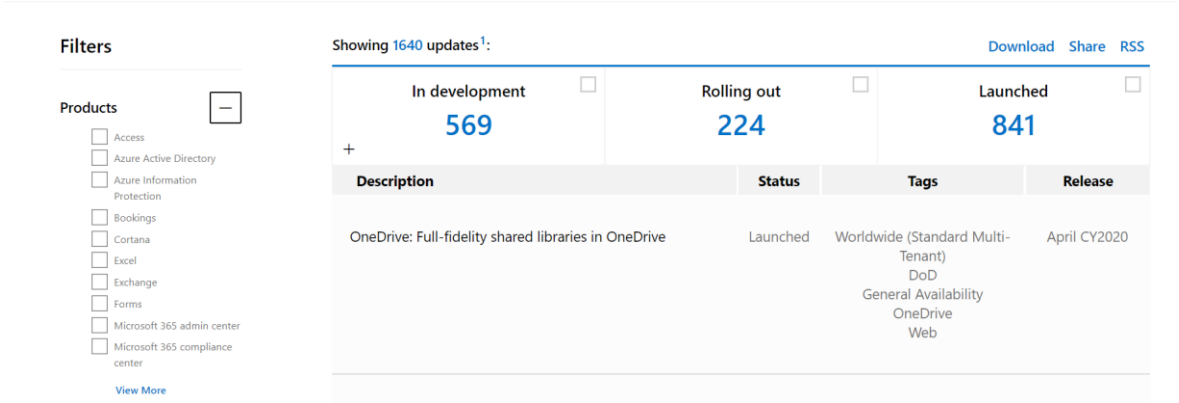 Filters
Products
Access
Azure Active Directory
Azure Information
Protection
Bookings
Cortana
Excel
Exchange
Forms
Microsoft 365 admin center
Microsoft 365 compliance
center
View More
Showing 1640 updates¹:
Download Share RSS
In development
569
+
Rolling out
224
Launched
841
Description Status Tags Release
OneDrive: Full-fidelity shared libraries in OneDrive Launched Worldwide (Standard Multi- April CY2020
Tenant)
DoD
General Availability
OneDrive
Web